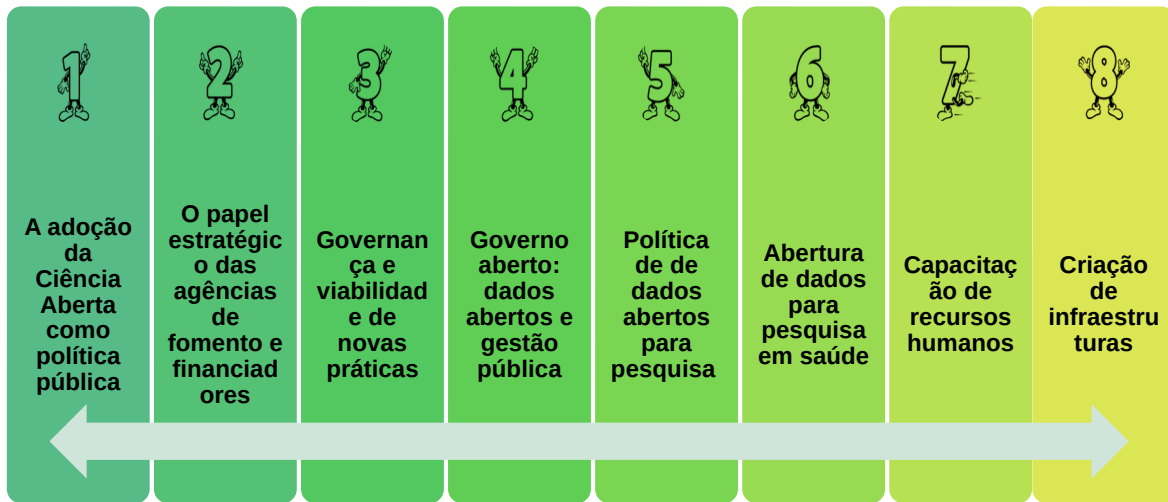 1
A adoção
da
Ciência
Aberta
como
política
pública
2
O papel
estratégic
o das
agências
de
fomento e
financiad
ores
3
Governan
ça e
viabilidad
e de
novas
práticas
4
Governo
aberto:
dados
abertos e
gestão
pública
5
Política
de de
dados
abertos
para
pesquisa
6
Abertura
de dados
para
pesquisa
em saúde
7
Capacitaç
ão de
recursos
humanos
8
Criação
de
infraestru
turas